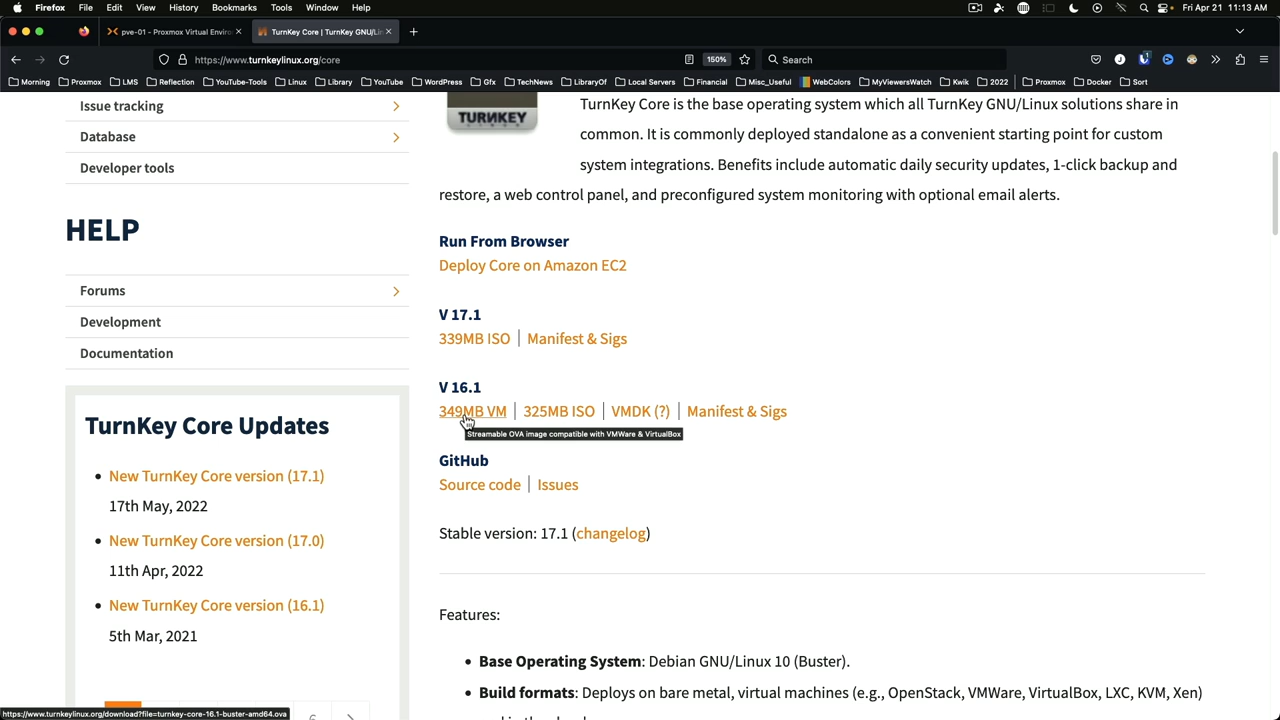 Firefox File Edit View History Bookmarks Tools Window Help Fri Apr 21 11:13 AM
pve-01 - Proxmox Virtual Enviro
TurnKey Core | TurnKey GNU/Lin
https://www.turnkeylinux.org/core 150% Search
Morning Proxmox LMS Reflection YouTube-Tools Linux Library YouTube WordPress Gfx TechNews LibraryOf Local Servers Financial Misc_Useful WebColors MyViewersWatch Kwik 2022 Proxmox Docker Sort
Issue tracking
Database
Developer tools
HELP
Forums
Development
Documentation
TurnKey Core Updates
• New TurnKey Core version (17.1)
17th May, 2022
• New TurnKey Core version (17.0)
11th Apr, 2022
• New TurnKey Core version (16.1)
5th Mar, 2021
TURNKEY
TurnKey Core is the base operating system which all TurnKey GNU/Linux solutions share in
common. It is commonly deployed standalone as a convenient starting point for custom
system integrations. Benefits include automatic daily security updates, 1-click backup and
restore, a web control panel, and preconfigured system monitoring with optional email alerts.
Run From Browser
Deploy Core on Amazon EC2
V 17.1
339MB ISO | Manifest & Sigs
V 16.1
349MB VM | 325MB ISO | VMDK (?) | Manifest & Sigs
Streamable OVA image compatible with VMWare & VirtualBox
GitHub
Source code | Issues
Stable version: 17.1 (changelog)
Features:
• Base Operating System: Debian GNU/Linux 10 (Buster).
• Build formats: Deploys on bare metal, virtual machines (e.g., OpenStack, VMWare, VirtualBox, LXC, KVM, Xen)
https://www.turnkeylinux.org/download?file=turnkey-core-16.1-buster-amd64.ova